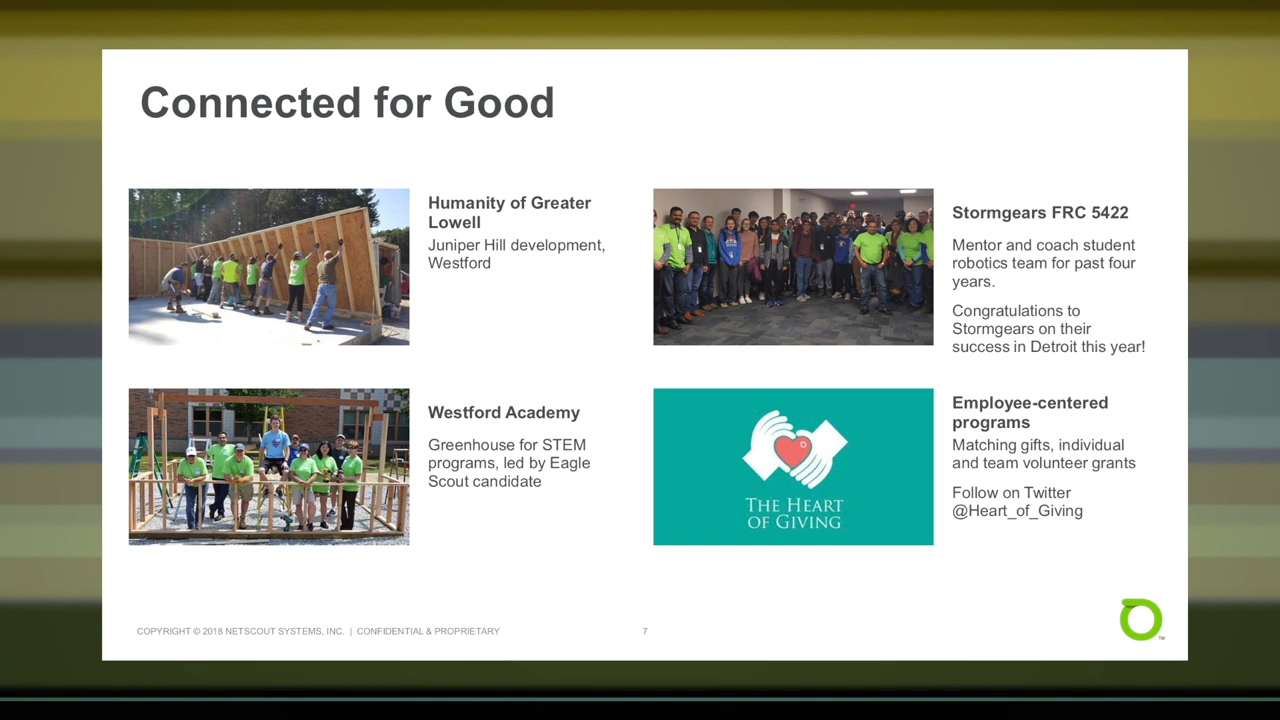 Connected for Good
Humanity of Greater
Lowell
Juniper Hill development,
Westford
Stormgears FRC 5422
Mentor and coach student
robotics team for past four
years.
Congratulations to
Stormgears on their
success in Detroit this year!
Westford Academy
Greenhouse for STEM
programs, led by Eagle
Scout candidate
THE HEART
OF GIVING
Employee-centered
programs
Matching gifts, individual
and team volunteer grants
Follow on Twitter
@Heart_of_Giving
COPYRIGHT © 2018 NETSCOUT SYSTEMS, INC. | CONFIDENTIAL & PROPRIETARY
7
TM